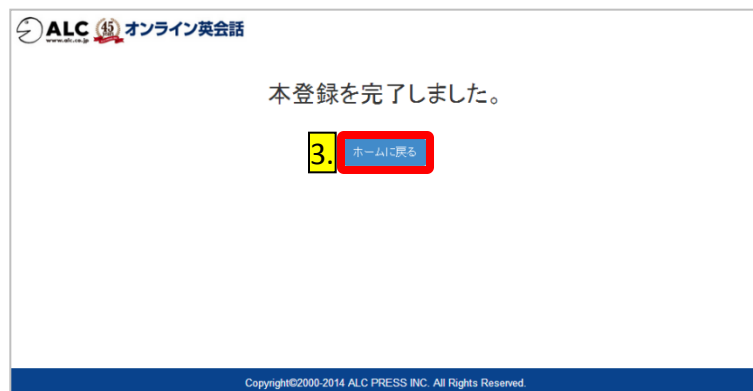 ALC 45 オンライン英会話
www.alc.co.jp
本登録を完了しました。
3. ホームに戻る
Copyright©2000-2014 ALC PRESS INC. All Rights Reserved.